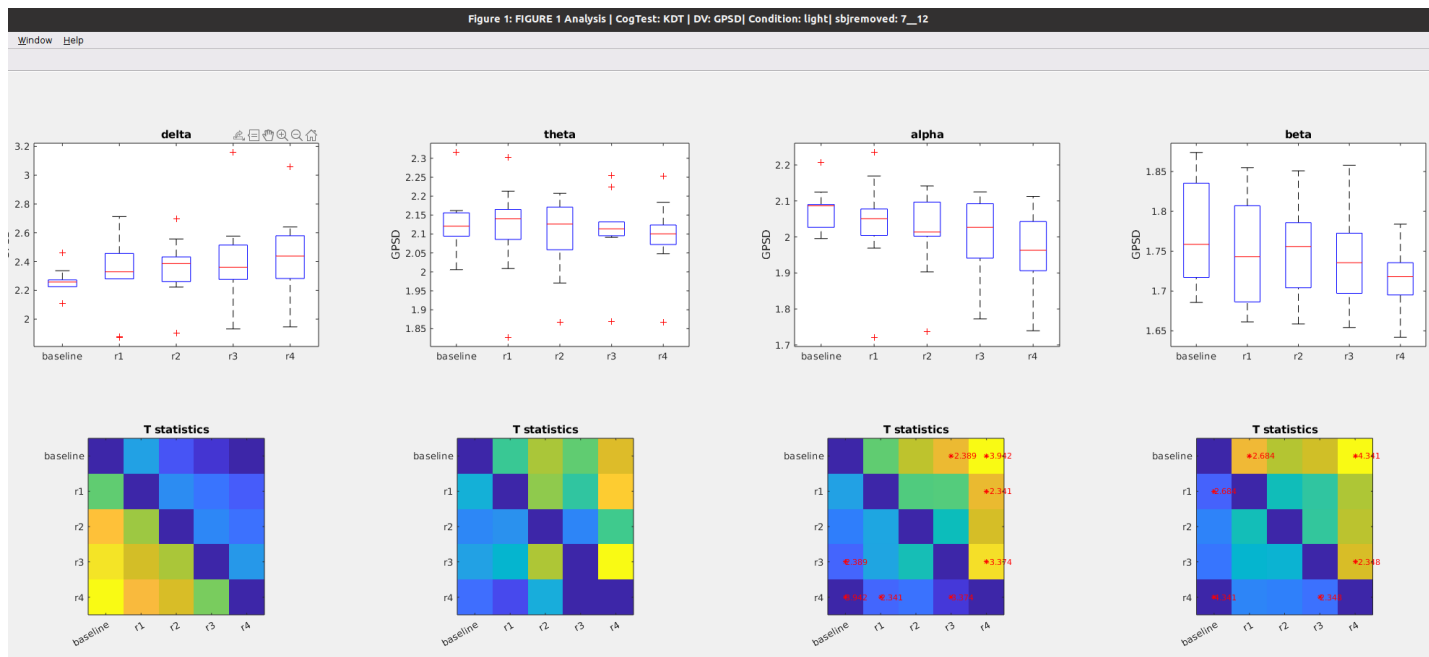 Figure 1: FIGURE 1 Analysis | CogTest: KDT | DV: GPSD| Condition: light| sbjremoved: 7__12
Window Help
delta
3.2
3
2.8
2.6
2.4
2.2
2
baseline r1 r2 r3 r4
theta
GPSD
2.3
2.25
2.2
2.15
2.1
2.05
2
1.95
1.9
1.85
baseline r1 r2 r3 r4
alpha
GPSD
2.2
2.1
2
1.9
1.8
1.7
baseline r1 r2 r3 r4
beta
GPSD
1.85
1.8
1.75
1.7
1.65
baseline r1 r2 r3 r4
T statistics
baseline
r1
r2
r3
r4
baseline r1 r2 r3 r4
T statistics
baseline
r1
r2
r3
r4
baseline r1 r2 r3 r4
T statistics
baseline *2.389 *3.942
r1 *2.341
r2
r3 *3.374
r4
baseline r1 r2 r3 r4
T statistics
baseline *2.684 *4.341
r1
r2
r3 *2.348
r4
baseline r1 r2 r3 r4